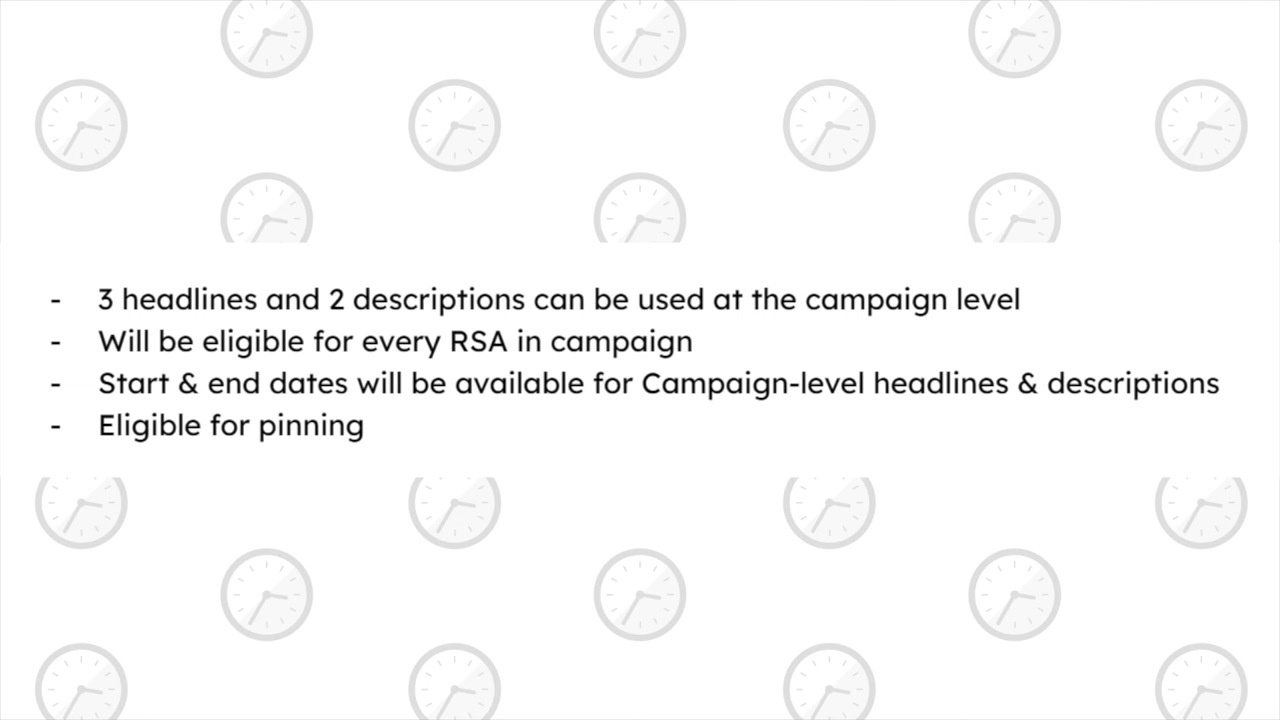 - 3 headlines and 2 descriptions can be used at the campaign level
- Will be eligible for every RSA in campaign
- Start & end dates will be available for Campaign-level headlines & descriptions
- Eligible for pinning